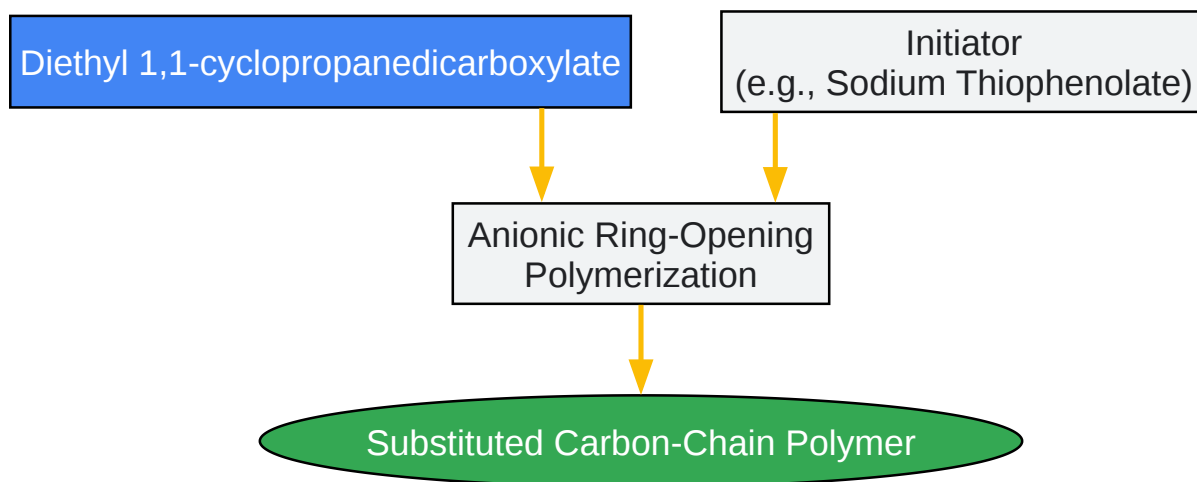 Diethyl 1,1-cyclopropanedicarboxylate
Initiator
(e.g., Sodium Thiophenolate)
Anionic Ring-Opening
Polymerization
Substituted Carbon-Chain Polymer